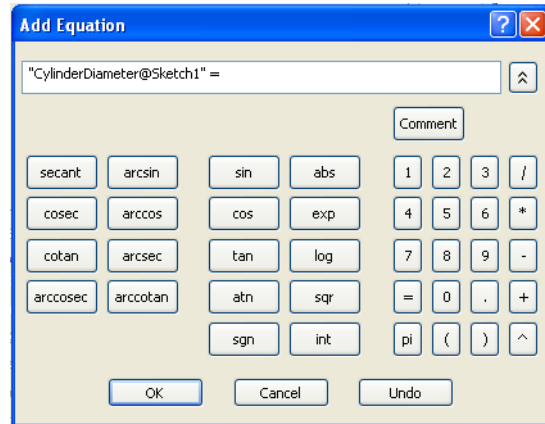 Add Equation
"CylinderDiameter@Sketch1" =
Comment
secant arcsin sin abs 1 2 3 /
cosec arccos cos exp 4 5 6 *
cotan arcsec tan log 7 8 9 -
arccosec arccotan atn sqr = 0 . +
sgn int pi ( ) ^
OK Cancel Undo